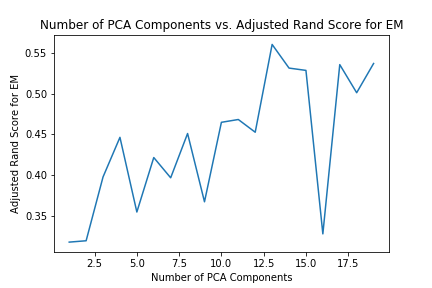 Number of PCA Components vs. Adjusted Rand Score for EM
Adjusted Rand Score for EM
0.55
0.50
0.45
0.40
0.35
2.5 5.0 7.5 10.0 12.5 15.0 17.5
Number of PCA Components